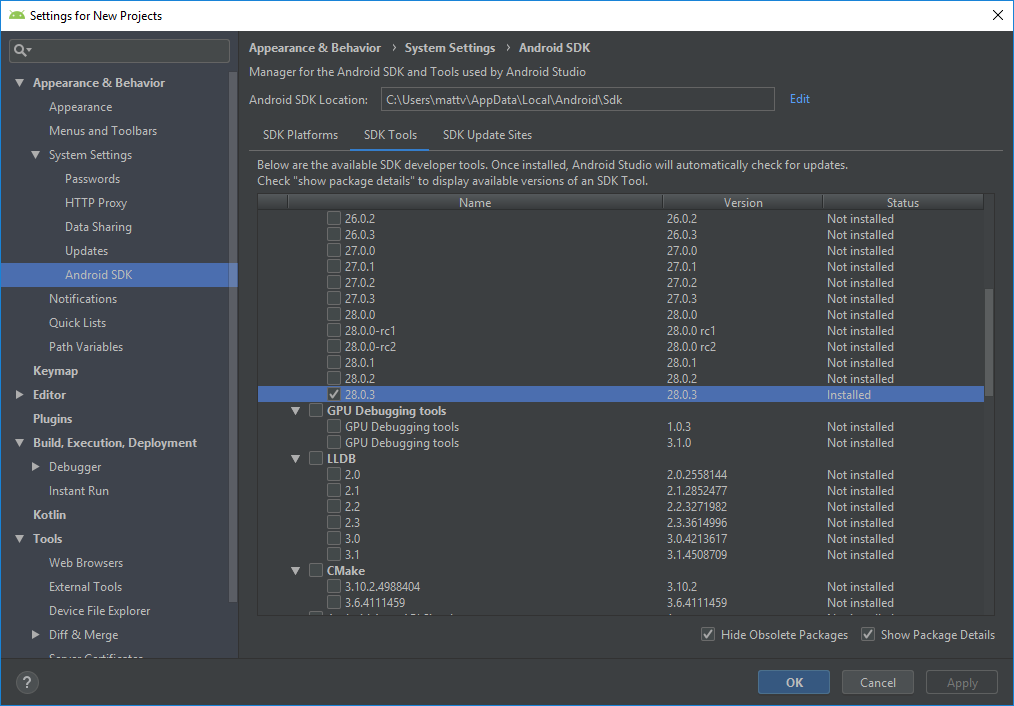 Settings for New Projects
Appearance & Behavior
Appearance
Menus and Toolbars
System Settings
Passwords
HTTP Proxy
Data Sharing
Updates
Android SDK
Notifications
Quick Lists
Path Variables
Keymap
Editor
Plugins
Build, Execution, Deployment
Debugger
Instant Run
Kotlin
Tools
Web Browsers
External Tools
Device File Explorer
Diff & Merge
Server Certificates
Appearance & Behavior › System Settings › Android SDK
Manager for the Android SDK and Tools used by Android Studio
Android SDK Location: C:\Users\mattv\AppData\Local\Android\Sdk Edit
SDK Platforms SDK Tools SDK Update Sites
Below are the available SDK developer tools. Once installed, Android Studio will automatically check for updates.
Check "show package details" to display available versions of an SDK Tool.
Name Version Status
26.0.2 26.0.2 Not installed
26.0.3 26.0.3 Not installed
27.0.0 27.0.0 Not installed
27.0.1 27.0.1 Not installed
27.0.2 27.0.2 Not installed
27.0.3 27.0.3 Not installed
28.0.0 28.0.0 Not installed
28.0.0-rc1 28.0.0 rc1 Not installed
28.0.0-rc2 28.0.0 rc2 Not installed
28.0.1 28.0.1 Not installed
28.0.2 28.0.2 Not installed
28.0.3 28.0.3 Installed
GPU Debugging tools
GPU Debugging tools 1.0.3 Not installed
GPU Debugging tools 3.1.0 Not installed
LLDB
2.0 2.0.2558144 Not installed
2.1 2.1.2852477 Not installed
2.2 2.2.3271982 Not installed
2.3 2.3.3614996 Not installed
3.0 3.0.4213617 Not installed
3.1 3.1.4508709 Not installed
CMake
3.10.2.4988404 3.10.2 Not installed
3.6.4111459 3.6.4111459 Not installed
Hide Obsolete Packages Show Package Details
? OK Cancel Apply